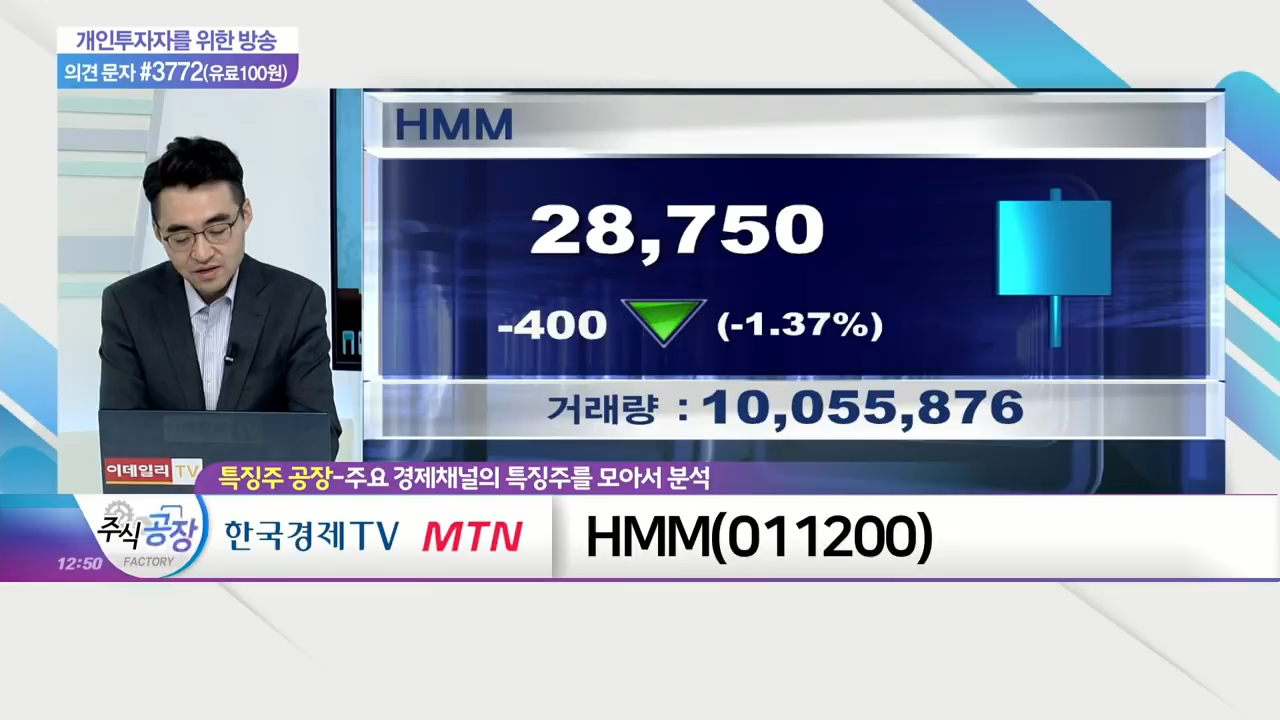 개인투자자를 위한 방송
의견 문자 #3772(유료100원)
HMM
28,750
-400 (-1.37%)
거래량 : 10,055,876
이데일리 TV
특징주 공장-주요 경제채널의 특징주를 모아서 분석
주식 공장
FACTORY
12:50
한국경제TV MTN
HMM(011200)